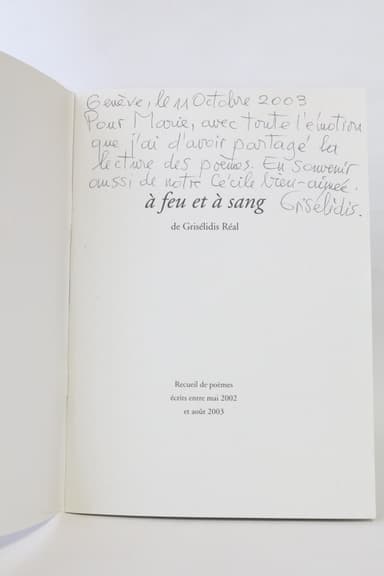 Genève, le 11 Octobre 2003
Pour Marie, avec toute l'émotion
que j'ai d'avoir partagé la
lecture des poèmes. En souvenir
aussi de notre Cécile bien-aimée.
à feu et à sang Grisélidis.
de Grisélidis Réal
Recueil de poèmes
écrits entre mai 2002
et août 2003